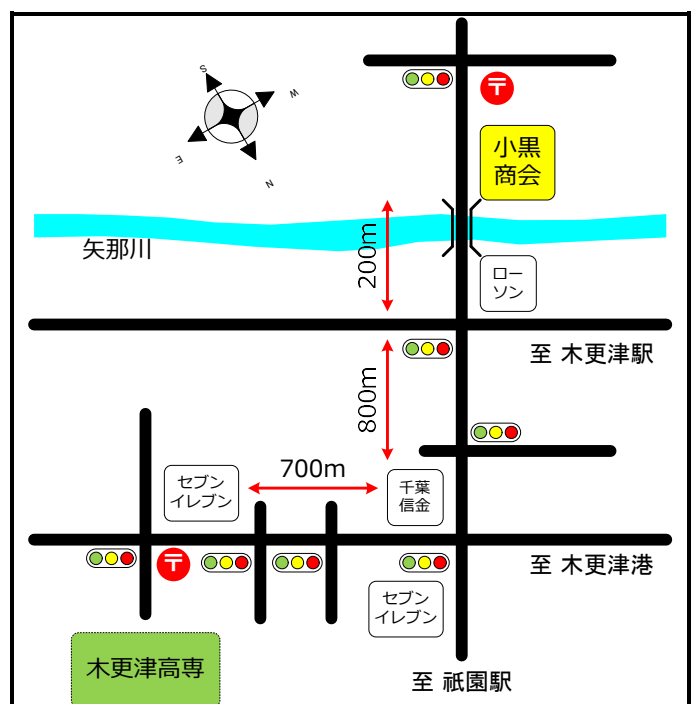 S
W
E
N
〒
小黒
商会
200m
矢那川
ロー
ソン
至 木更津駅
800m
700m
セブン
イレブン
千葉
信金
〒
至 木更津港
セブン
イレブン
木更津高専
至 祇園駅